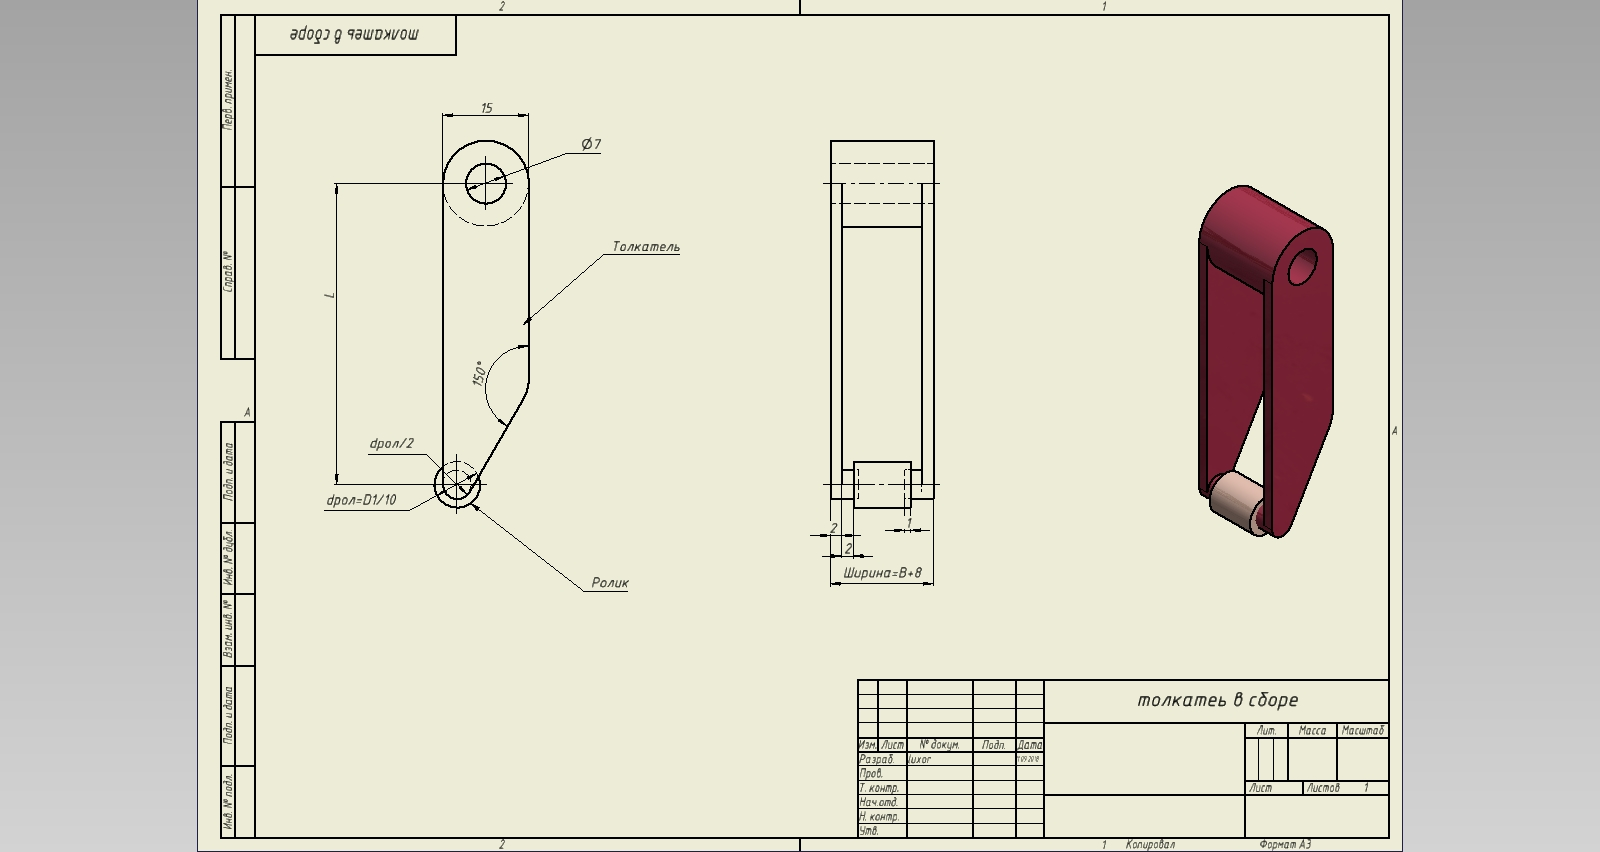 2
1
толкатеь в сборе
Перв. примен.
Справ. №
15
Ø7
Толкатель
L
150°
А
А
dрол/2
dрол=D1/10
Ролик
2
1
2
Ширина=B+8
Подп. и дата
Инв. № дубл.
Взам. инв. №
Подп. и дата
Инв. № подл.
толкатеь в сборе
Лит. Масса Масштаб
Изм. Лист № докум. Подп. Дата
Разраб. luxor
Пров.
Т. контр.
Лист Листов 1
Нач.отд.
Н. контр.
Утв.
2
1 Копировал Формат А3